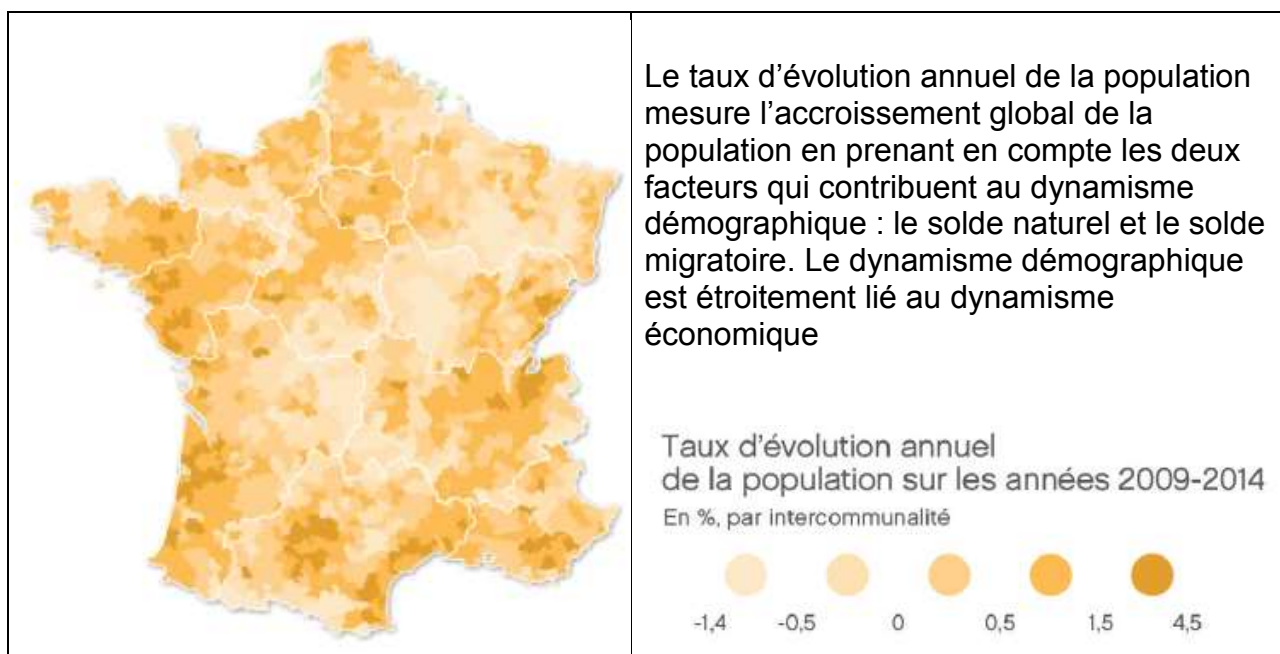 Le taux d’évolution annuel de la population
mesure l’accroissement global de la
population en prenant en compte les deux
facteurs qui contribuent au dynamisme
démographique : le solde naturel et le solde
migratoire. Le dynamisme démographique
est étroitement lié au dynamisme
économique
Taux d’évolution annuel
de la population sur les années 2009-2014
En %, par intercommunalité
-1,4 -0,5 0 0,5 1,5 4,5